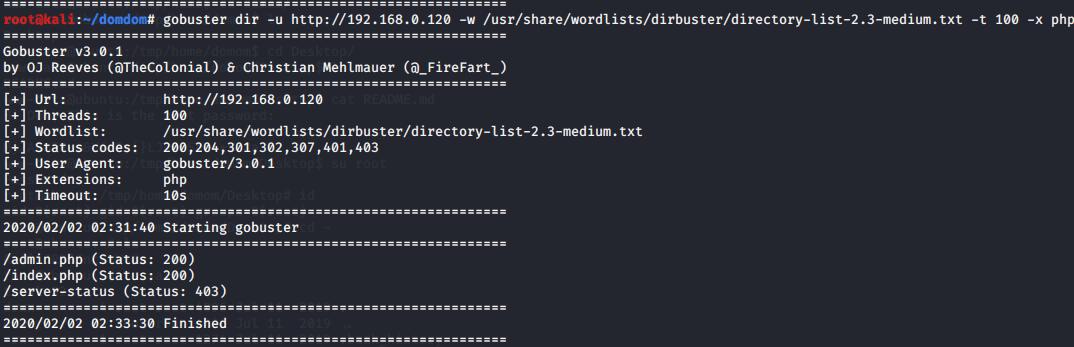 ================================================================
root@kali:~/domdom# gobuster dir -u http://192.168.0.120 -w /usr/share/wordlists/dirbuster/directory-list-2.3-medium.txt -t 100 -x php
================================================================
Gobuster v3.0.1
by OJ Reeves (@TheColonial) & Christian Mehlmauer (@_FireFart_)
================================================================
[+] Url:            http://192.168.0.120
[+] Threads:        100
[+] Wordlist:       /usr/share/wordlists/dirbuster/directory-list-2.3-medium.txt
[+] Status codes:   200,204,301,302,307,401,403
[+] User Agent:     gobuster/3.0.1
[+] Extensions:     php
[+] Timeout:        10s
================================================================
2020/02/02 02:31:40 Starting gobuster
================================================================
/admin.php (Status: 200)
/index.php (Status: 200)
/server-status (Status: 403)
================================================================
2020/02/02 02:33:30 Finished
================================================================